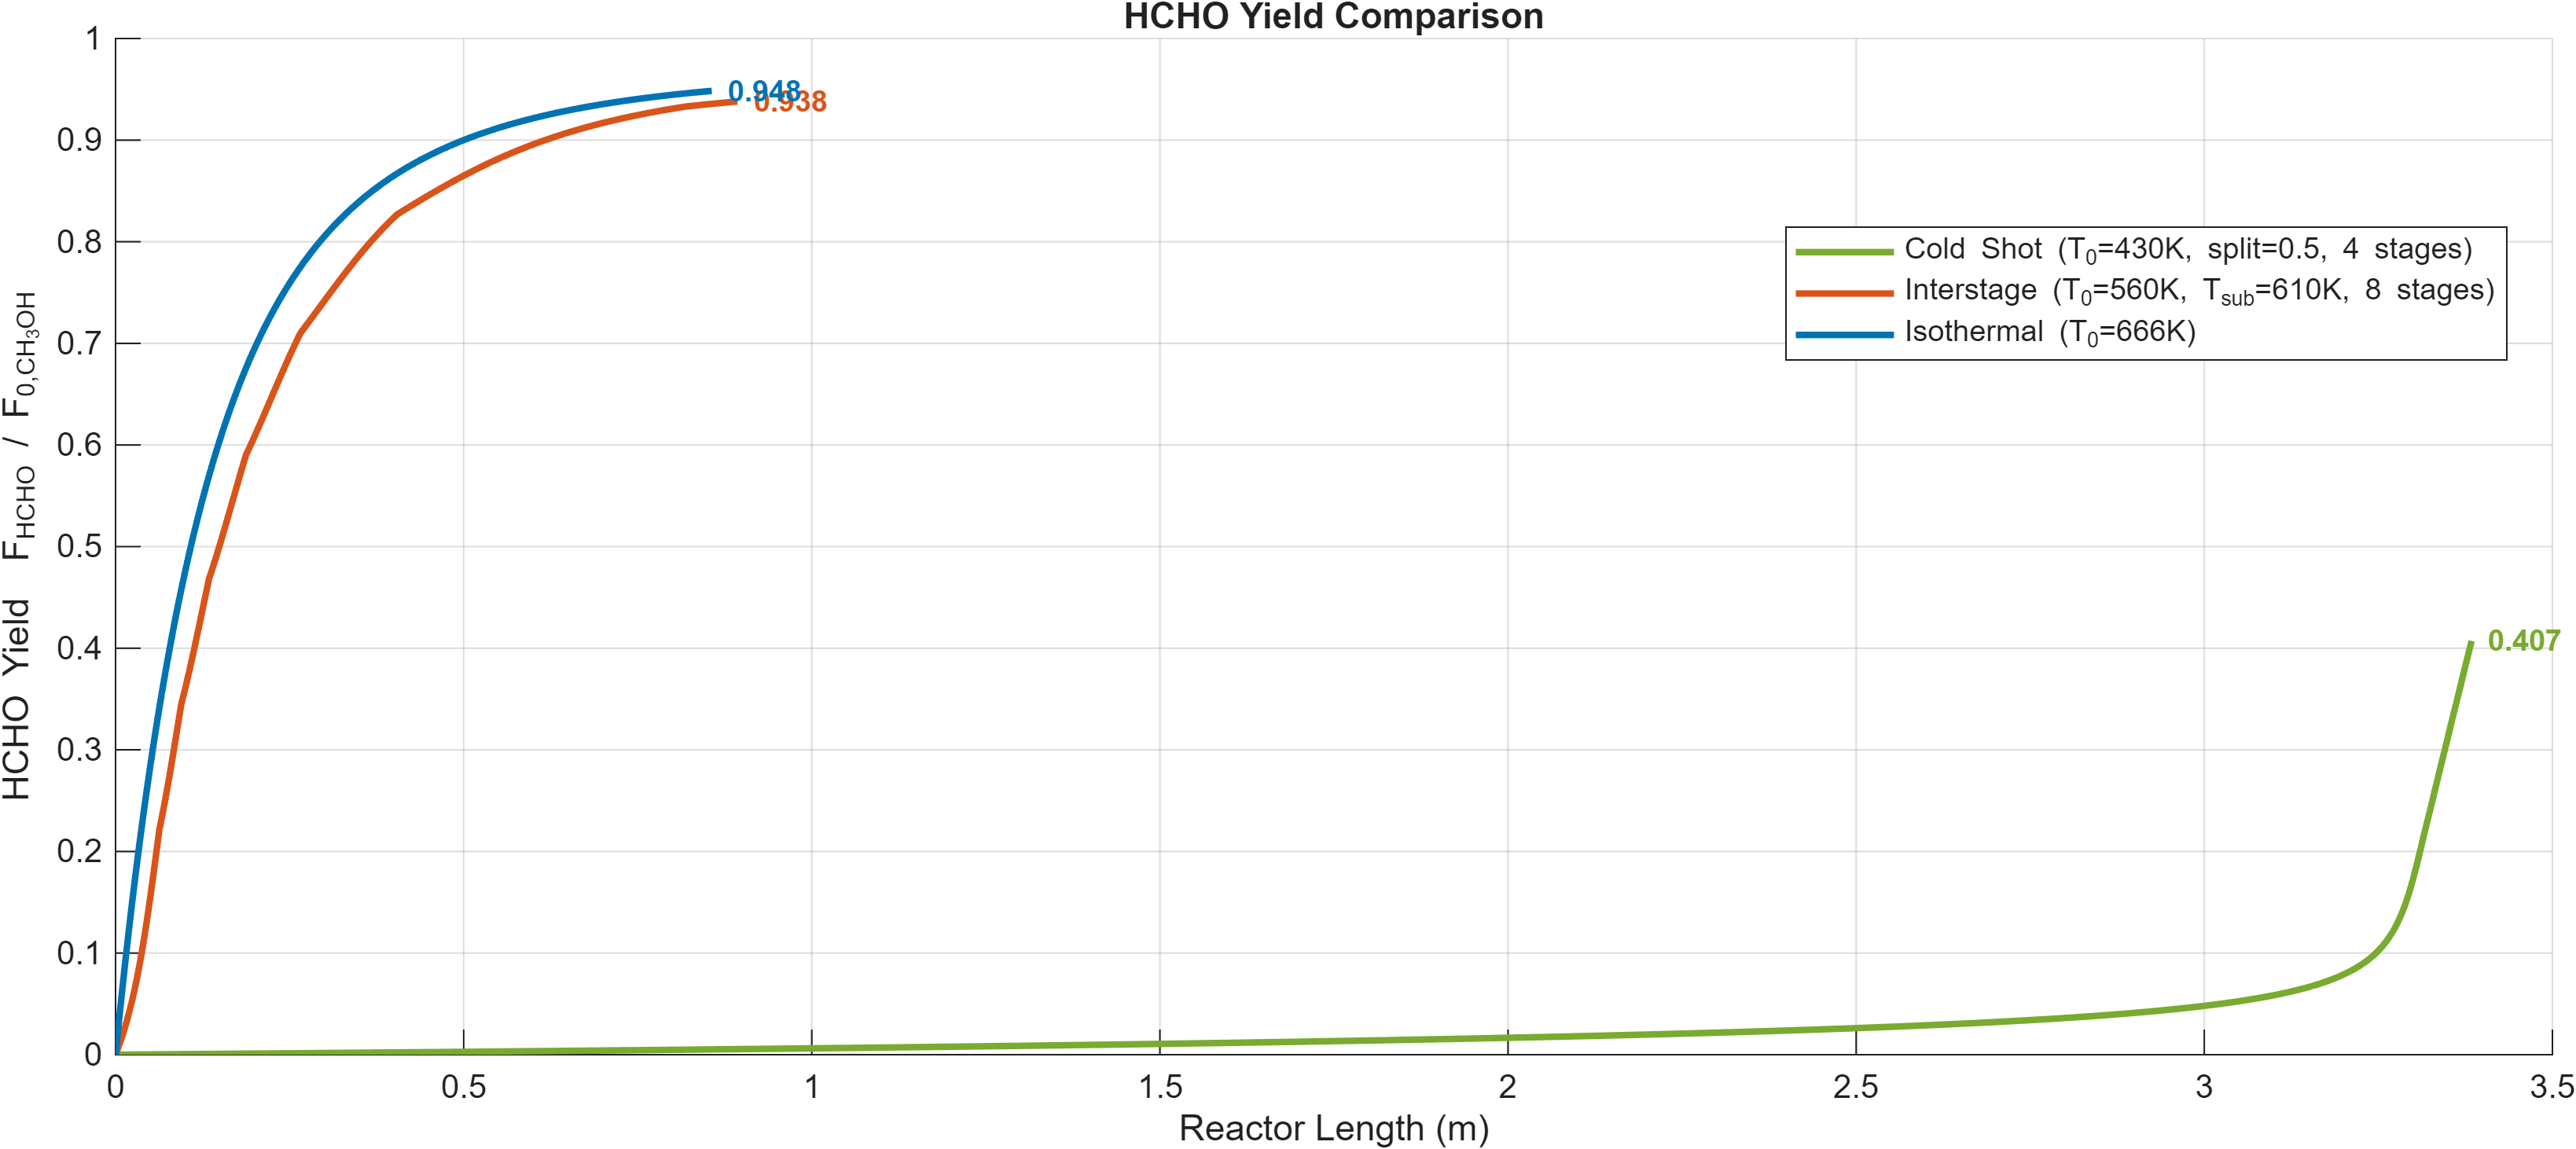 HCHO Yield Comparison
HCHO Yield F_HCHO / F_0,CH₃OH
1
0.9
0.8
0.7
0.6
0.5
0.4
0.3
0.2
0.1
0
0.948
0.938
Cold Shot (T₀=430K, split=0.5, 4 stages)
Interstage (T₀=560K, T_sub=610K, 8 stages)
Isothermal (T₀=666K)
0.407
0 0.5 1 1.5 2 2.5 3 3.5
Reactor Length (m)